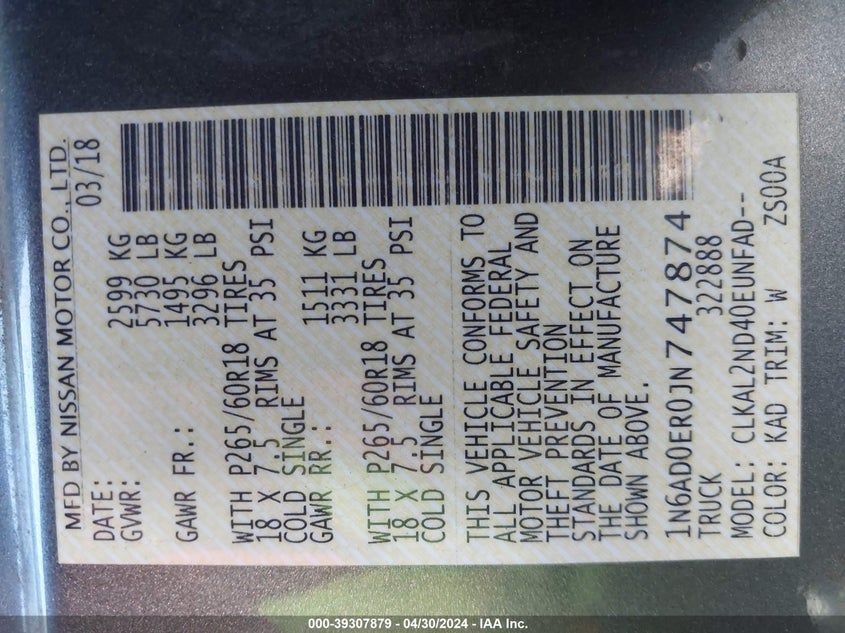 MFD BY NISSAN MOTOR CO., LTD.
DATE: 03/18
GVWR: 2599 KG
5730 LB
GAWR FR.: 1495 KG
3296 LB
WITH P265/60R18 TIRES
18 X 7.5 RIMS AT 35 PSI
COLD SINGLE
GAWR RR.: 1511 KG
3331 LB
WITH P265/60R18 TIRES
18 X 7.5 RIMS AT 35 PSI
COLD SINGLE
THIS VEHICLE CONFORMS TO
ALL APPLICABLE FEDERAL
MOTOR VEHICLE SAFETY AND
THEFT PREVENTION
STANDARDS IN EFFECT ON
THE DATE OF MANUFACTURE
SHOWN ABOVE.
1N6AD0ER0JN747874
TRUCK 322888
MODEL: CLKAL2ND40EUNFAD--
COLOR: KAD TRIM: W ZS00A
000-39307879 - 04/30/2024 - IAA Inc.